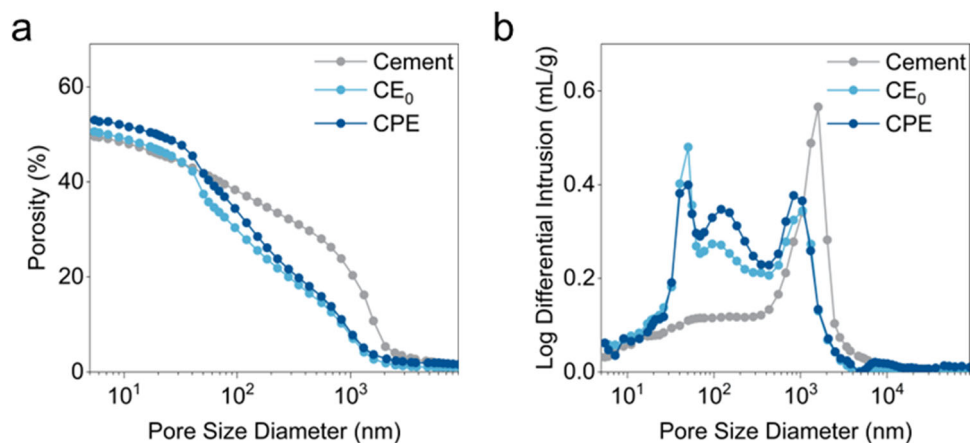 a
Cement
CE₀
CPE
60
40
20
0
Porosity (%)
10¹ 10² 10³
Pore Size Diameter (nm)
b
Cement
CE₀
CPE
0.6
0.4
0.2
0.0
Log Differential Intrusion (mL/g)
10¹ 10² 10³ 10⁴
Pore Size Diameter (nm)